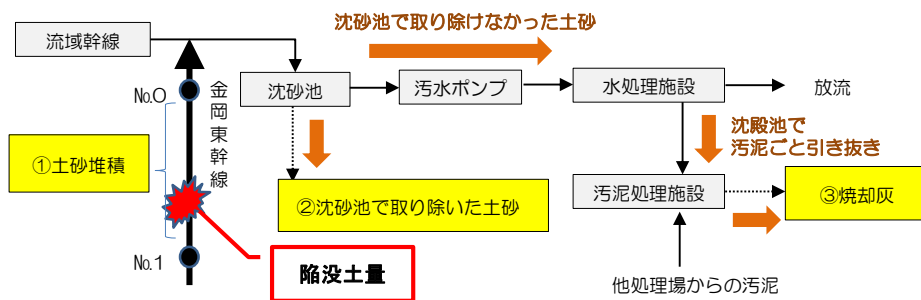 流域幹線
沈砂池で取り除けなかった土砂
№0
金岡東幹線
沈砂池
汚水ポンプ
水処理施設
放流
①土砂堆積
沈殿池で
汚泥ごと引き抜き
②沈砂池で取り除いた土砂
汚泥処理施設
③焼却灰
№1
陥没土量
他処理場からの汚泥